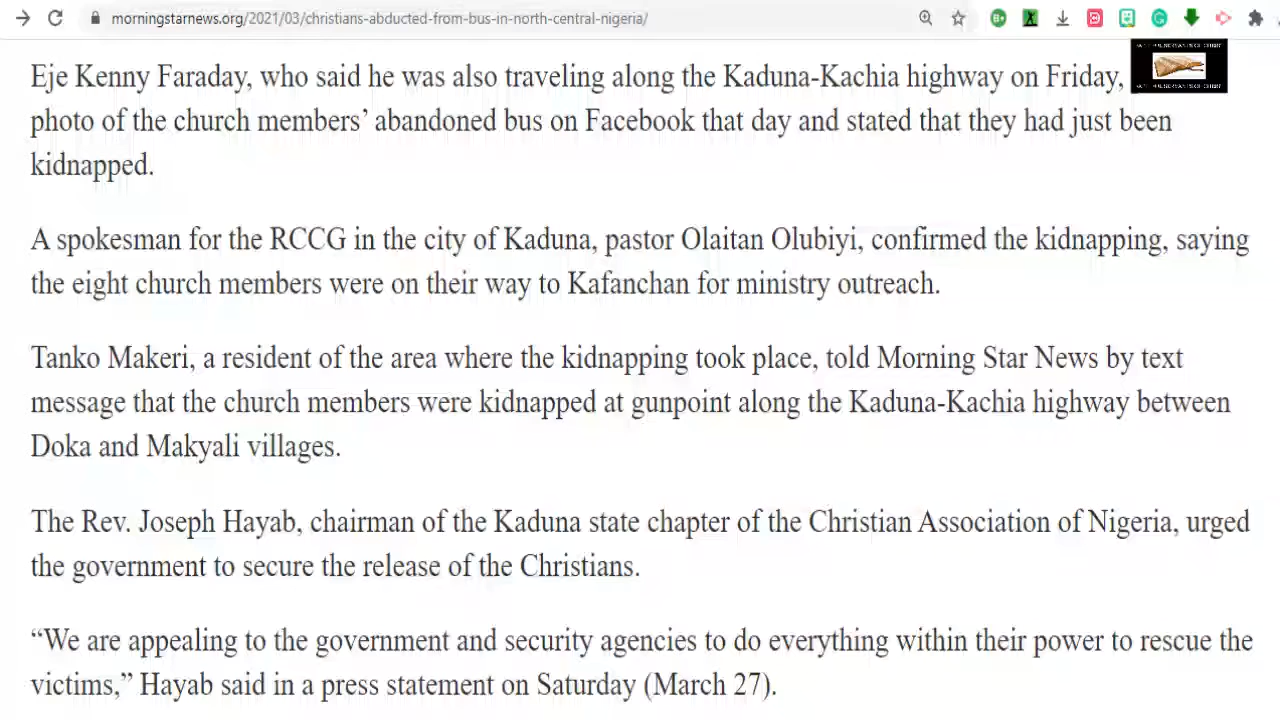 morningstarnews.org/2021/03/christians-abducted-from-bus-in-north-central-nigeria/
Eje Kenny Faraday, who said he was also traveling along the Kaduna-Kachia highway on Friday,
photo of the church members’ abandoned bus on Facebook that day and stated that they had just been
kidnapped.
A spokesman for the RCCG in the city of Kaduna, pastor Olaitan Olubiyi, confirmed the kidnapping, saying
the eight church members were on their way to Kafanchan for ministry outreach.
Tanko Makeri, a resident of the area where the kidnapping took place, told Morning Star News by text
message that the church members were kidnapped at gunpoint along the Kaduna-Kachia highway between
Doka and Makyali villages.
The Rev. Joseph Hayab, chairman of the Kaduna state chapter of the Christian Association of Nigeria, urged
the government to secure the release of the Christians.
“We are appealing to the government and security agencies to do everything within their power to rescue the
victims,” Hayab said in a press statement on Saturday (March 27).